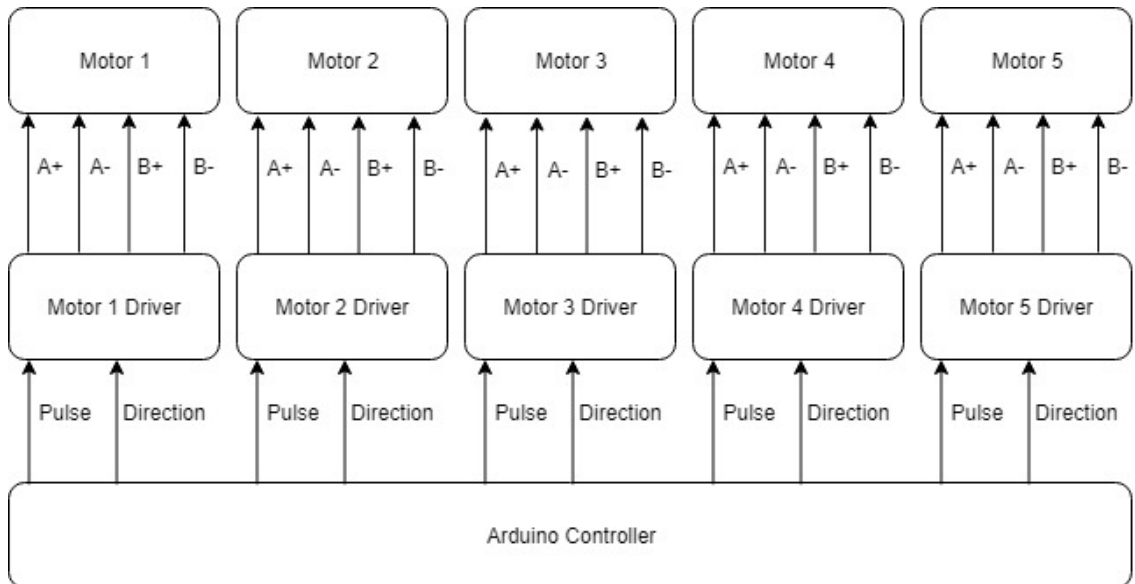 Motor 1 Motor 2 Motor 3 Motor 4 Motor 5
A+ A- B+ B- A+ A- B+ B- A+ A- B+ B- A+ A- B+ B- A+ A- B+ B-
Motor 1 Driver Motor 2 Driver Motor 3 Driver Motor 4 Driver Motor 5 Driver
Pulse Direction Pulse Direction Pulse Direction Pulse Direction Pulse Direction
Arduino Controller